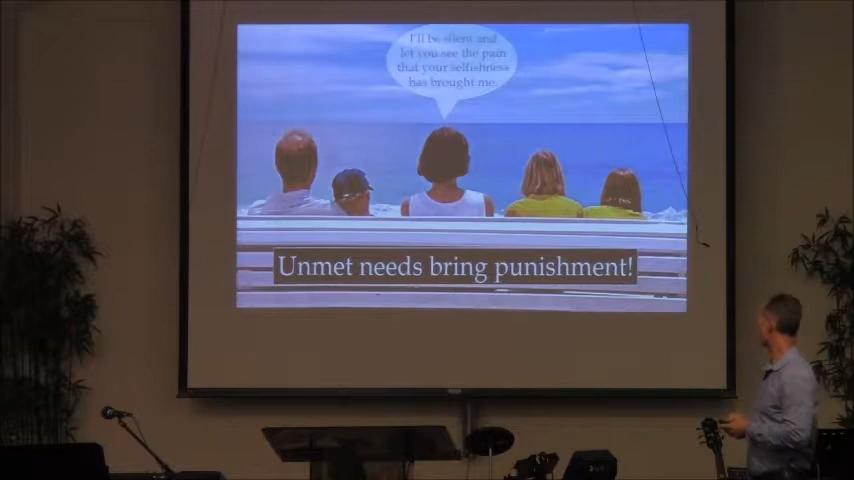 I'll be silent and
let you see the pain
that your selfishness
has brought me.
Unmet needs bring punishment!